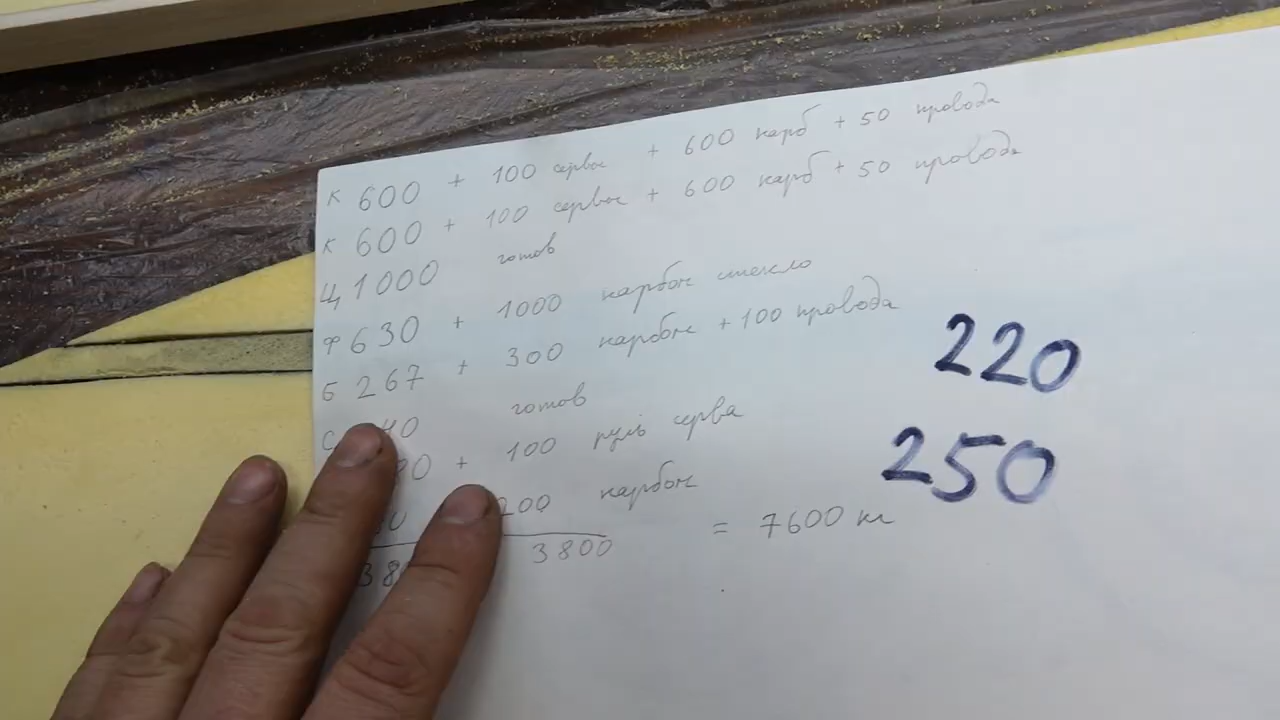 К 600 + 100 сервы + 600 карб + 50 провода
К 600 + 100 сервы + 600 карб + 50 провода
Ц 1000 готов
Ф 630 + 1000 карбон стекло
Б 267 + 300 карбон + 100 провода
220
С 40 готов
+ 100 руль серва
250
200 карбон
3800 = 7600